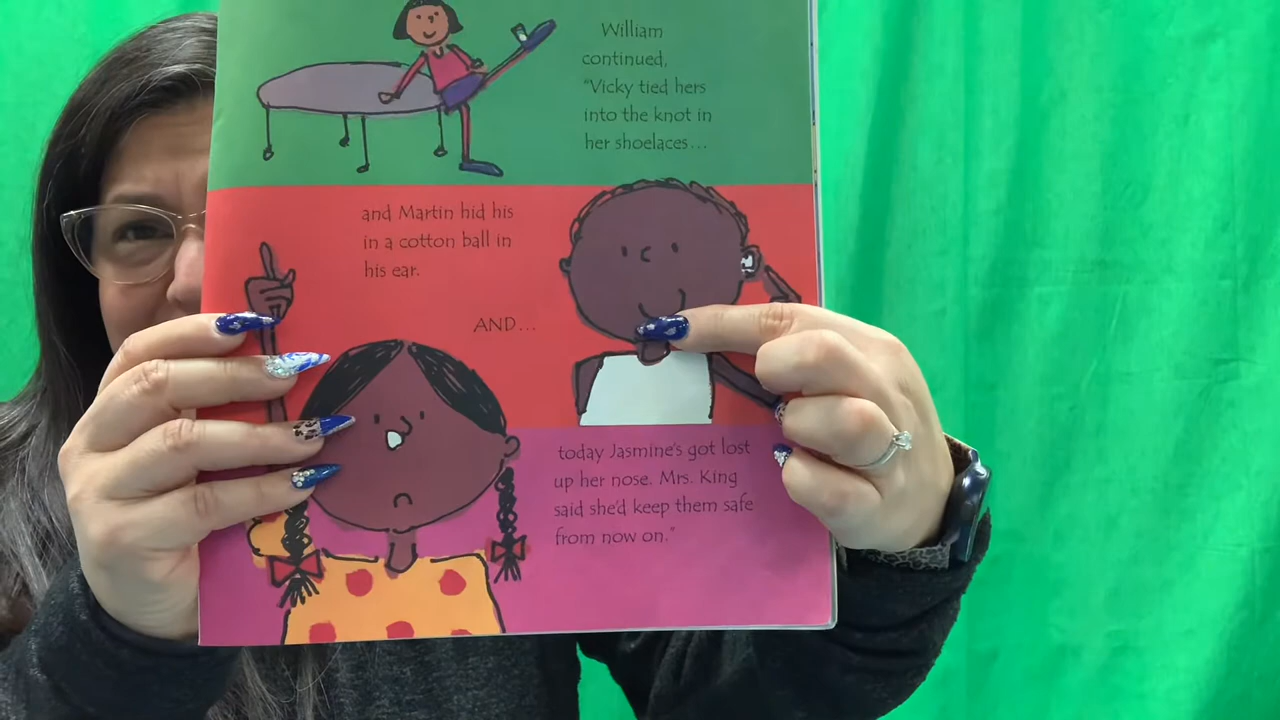 William
continued,
"Vicky tied hers
into the knot in
her shoelaces...
and Martin hid his
in a cotton ball in
his ear.
AND...
today Jasmine's got lost
up her nose. Mrs. King
said she'd keep them safe
from now on."